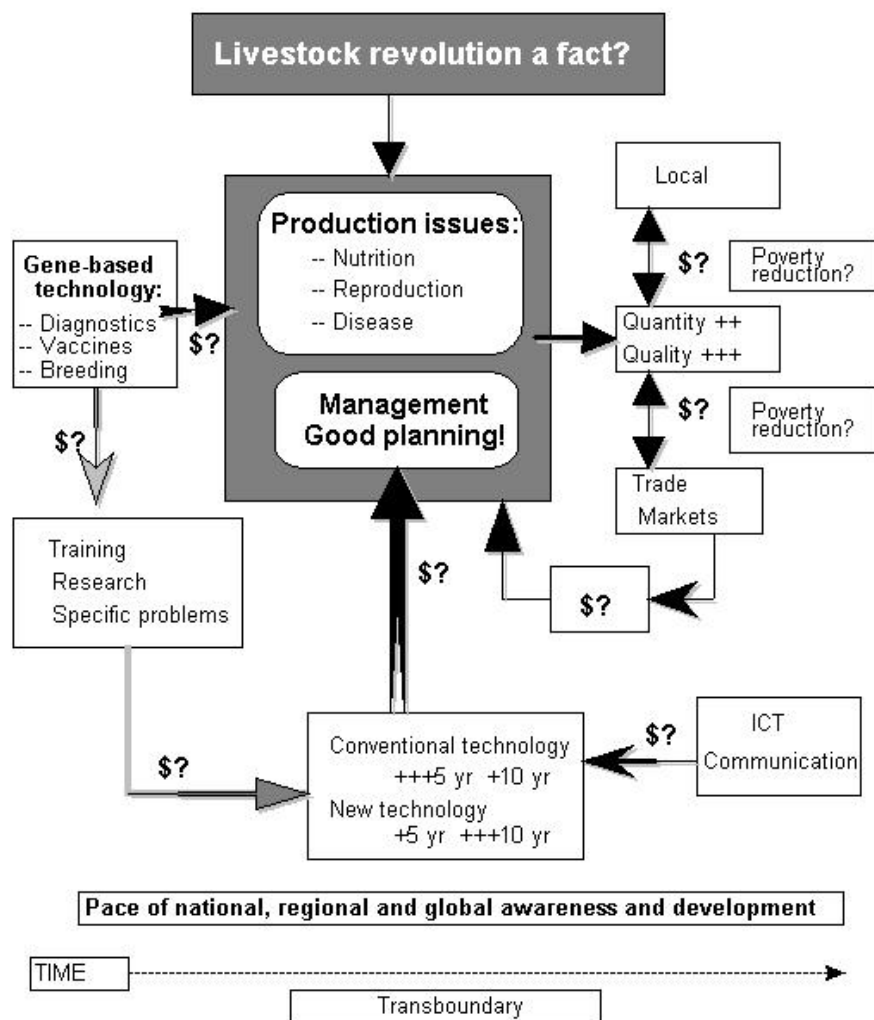 Livestock revolution a fact?
Production issues:
-- Nutrition
-- Reproduction
-- Disease
Management
Good planning!
Gene-based
technology:
-- Diagnostics
-- Vaccines
-- Breeding
$?
$?
Local
$?
Poverty
reduction?
Quantity ++
Quality +++
$?
Poverty
reduction?
Trade
Markets
$?
Training
Research
Specific problems
$?
$?
Conventional technology
+++5 yr +10 yr
New technology
+5 yr +++10 yr
$?
ICT
Communication
Pace of national, regional and global awareness and development
TIME
Transboundary